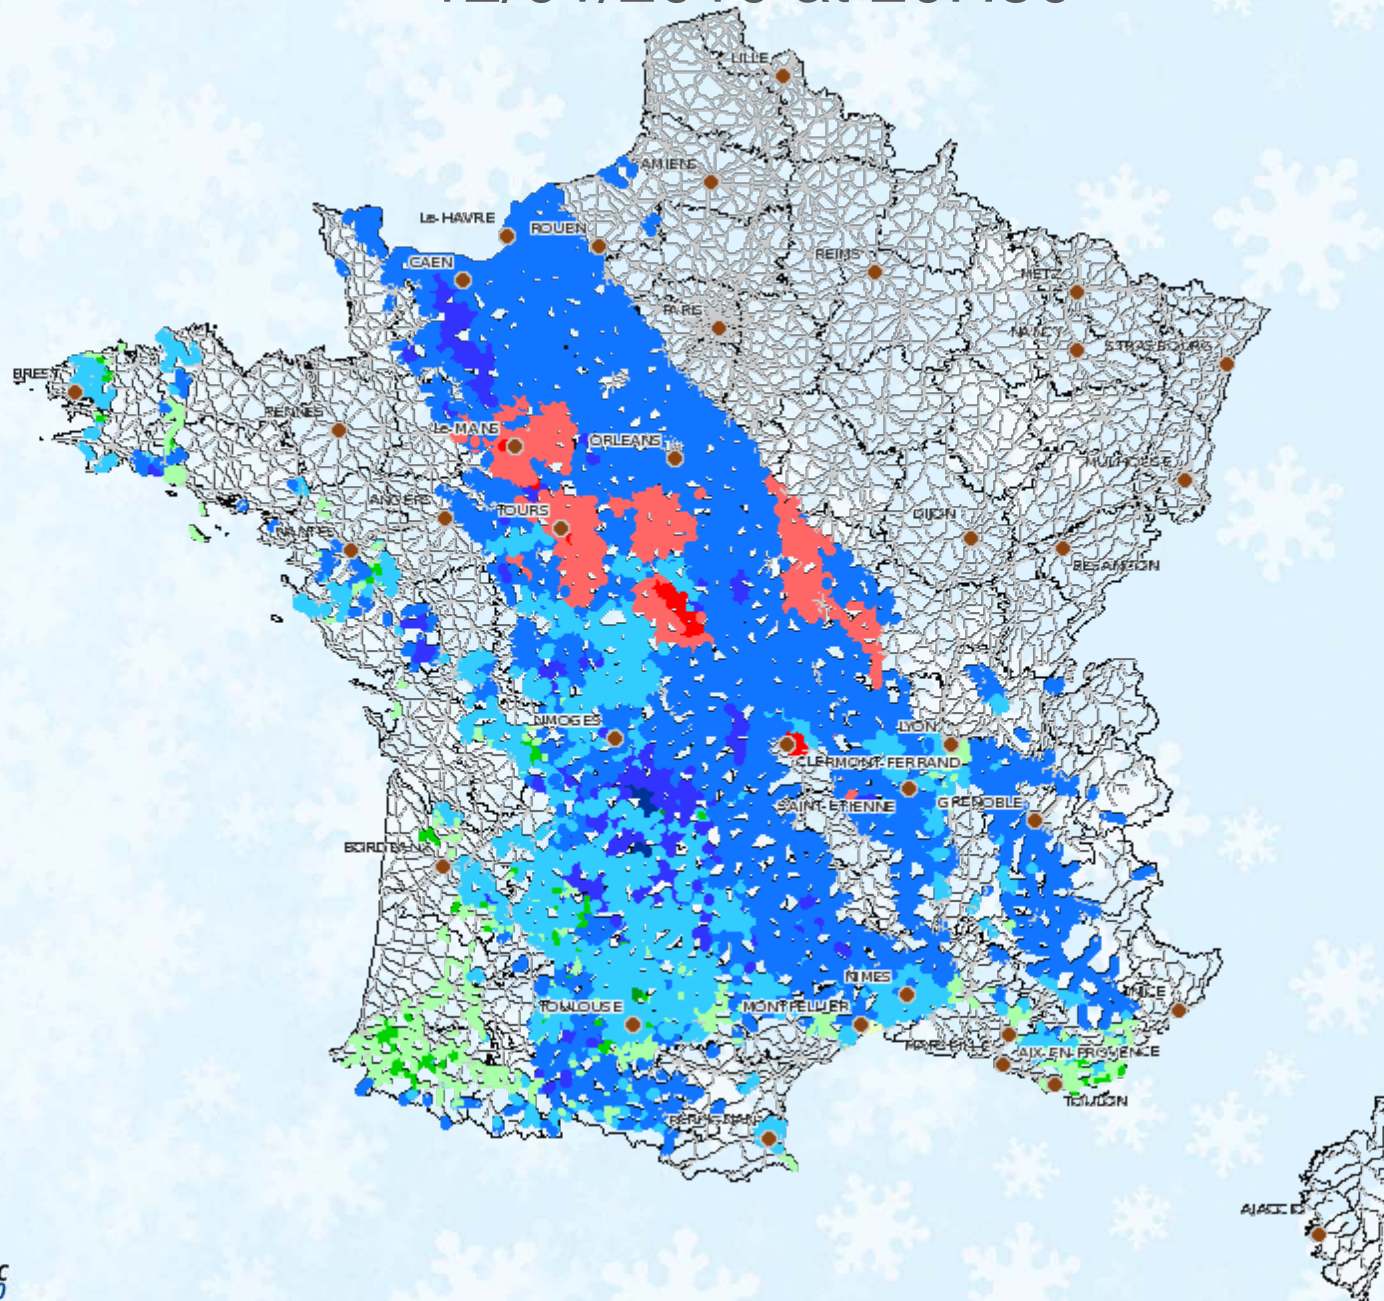 LILLE
AMIENS
Le-HAVRE
ROUEN
CAEN
REIMS
METZ
PARIS
NANCY
STRASBOURG
BREST
RENNES
Le-MANS
ORLEANS
MULHOUSE
ANGERS
TOURS
DIJON
NANTES
BESANCON
LIMOGES
LYON
CLERMONT-FERRAND
SAINT-ETIENNE
GRENOBLE
BORDEAUX
NIMES
NICE
TOULOUSE
MONTPELLIER
MARSEILLE
AIX-EN-PROVENCE
TOULON
PERPIGNAN
AJACCIO